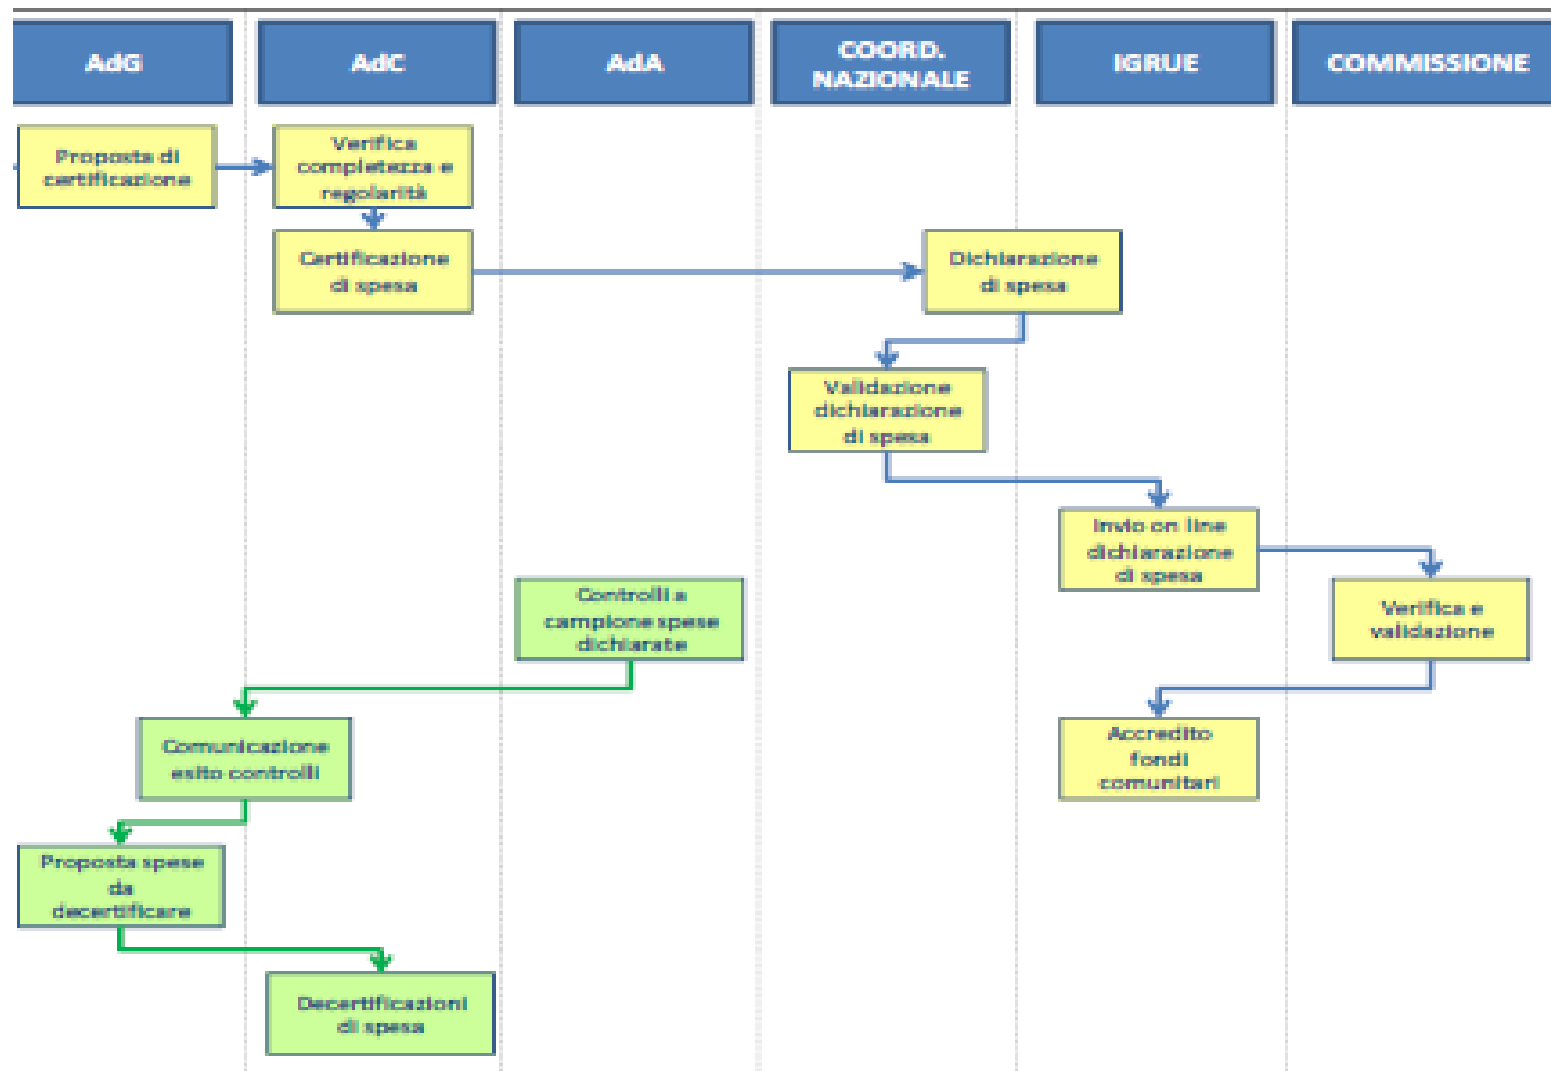 AdG
AdC
AdA
COORD.
NAZIONALE
IGRUE
COMMISSIONE
Proposta di
certificazione
Verifica
completezza e
regolarità
Certificazione
di spesa
Dichiarazione
di spesa
Validazione
dichiarazione
di spesa
Invio on line
dichiarazione
di spesa
Controlli a
campione spese
dichiarate
Verifica e
validazione
Comunicazione
esito controlli
Accredito
fondi
comunitari
Proposta spese
da
decertificare
Decertificazioni
di spesa